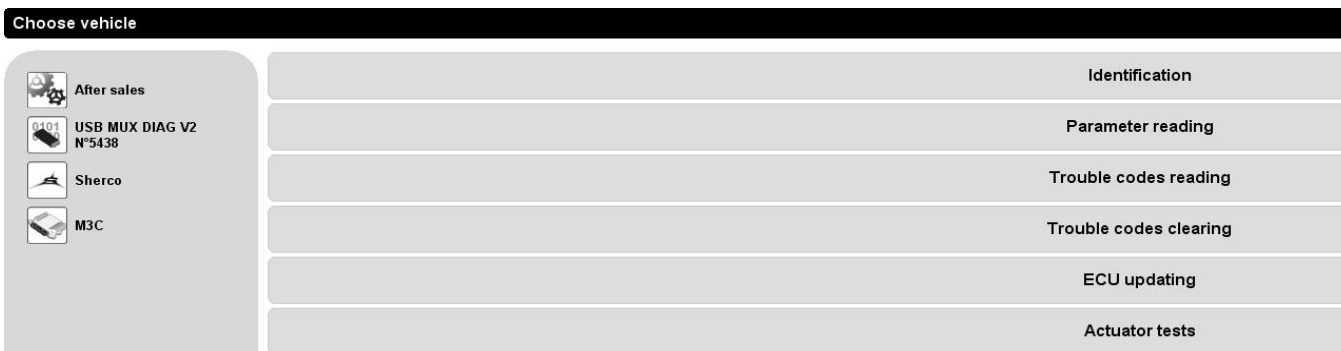 Choose vehicle
After sales
USB MUX DIAG V2
N°5438
Sherco
M3C
Identification
Parameter reading
Trouble codes reading
Trouble codes clearing
ECU updating
Actuator tests